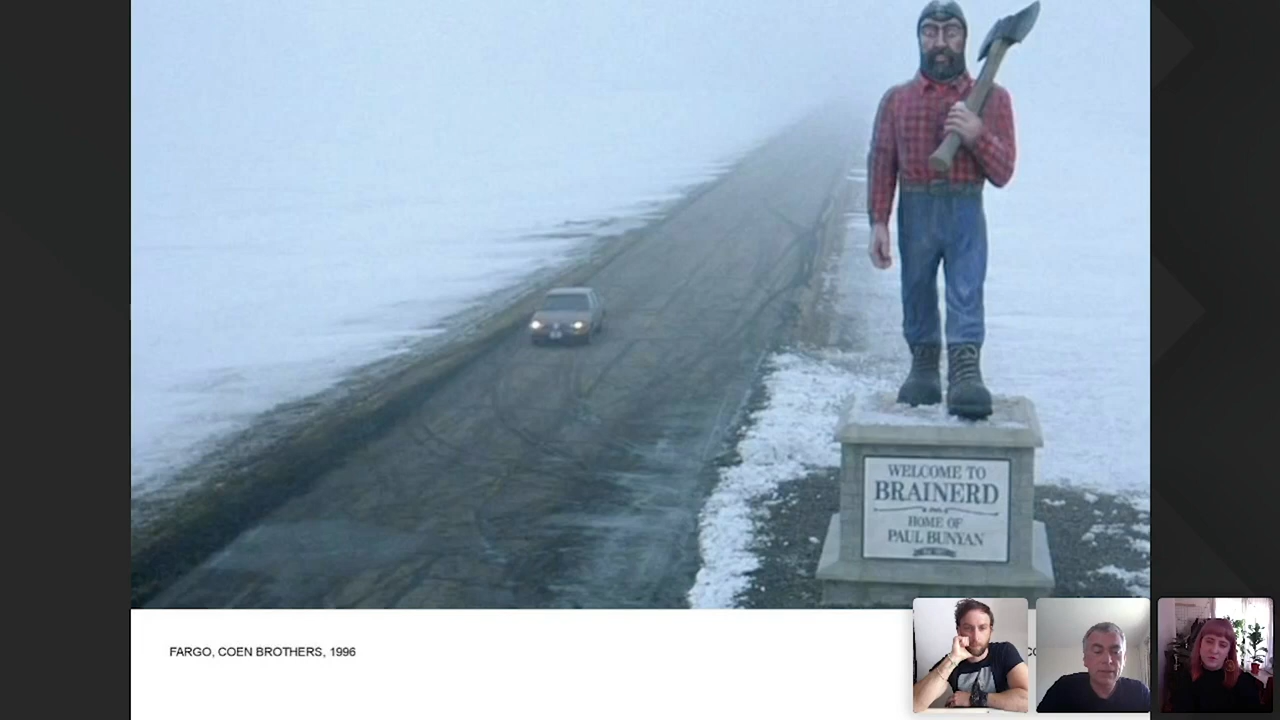 WELCOME TO
BRAINERD
HOME OF
PAUL BUNYAN
FARGO, COEN BROTHERS, 1996